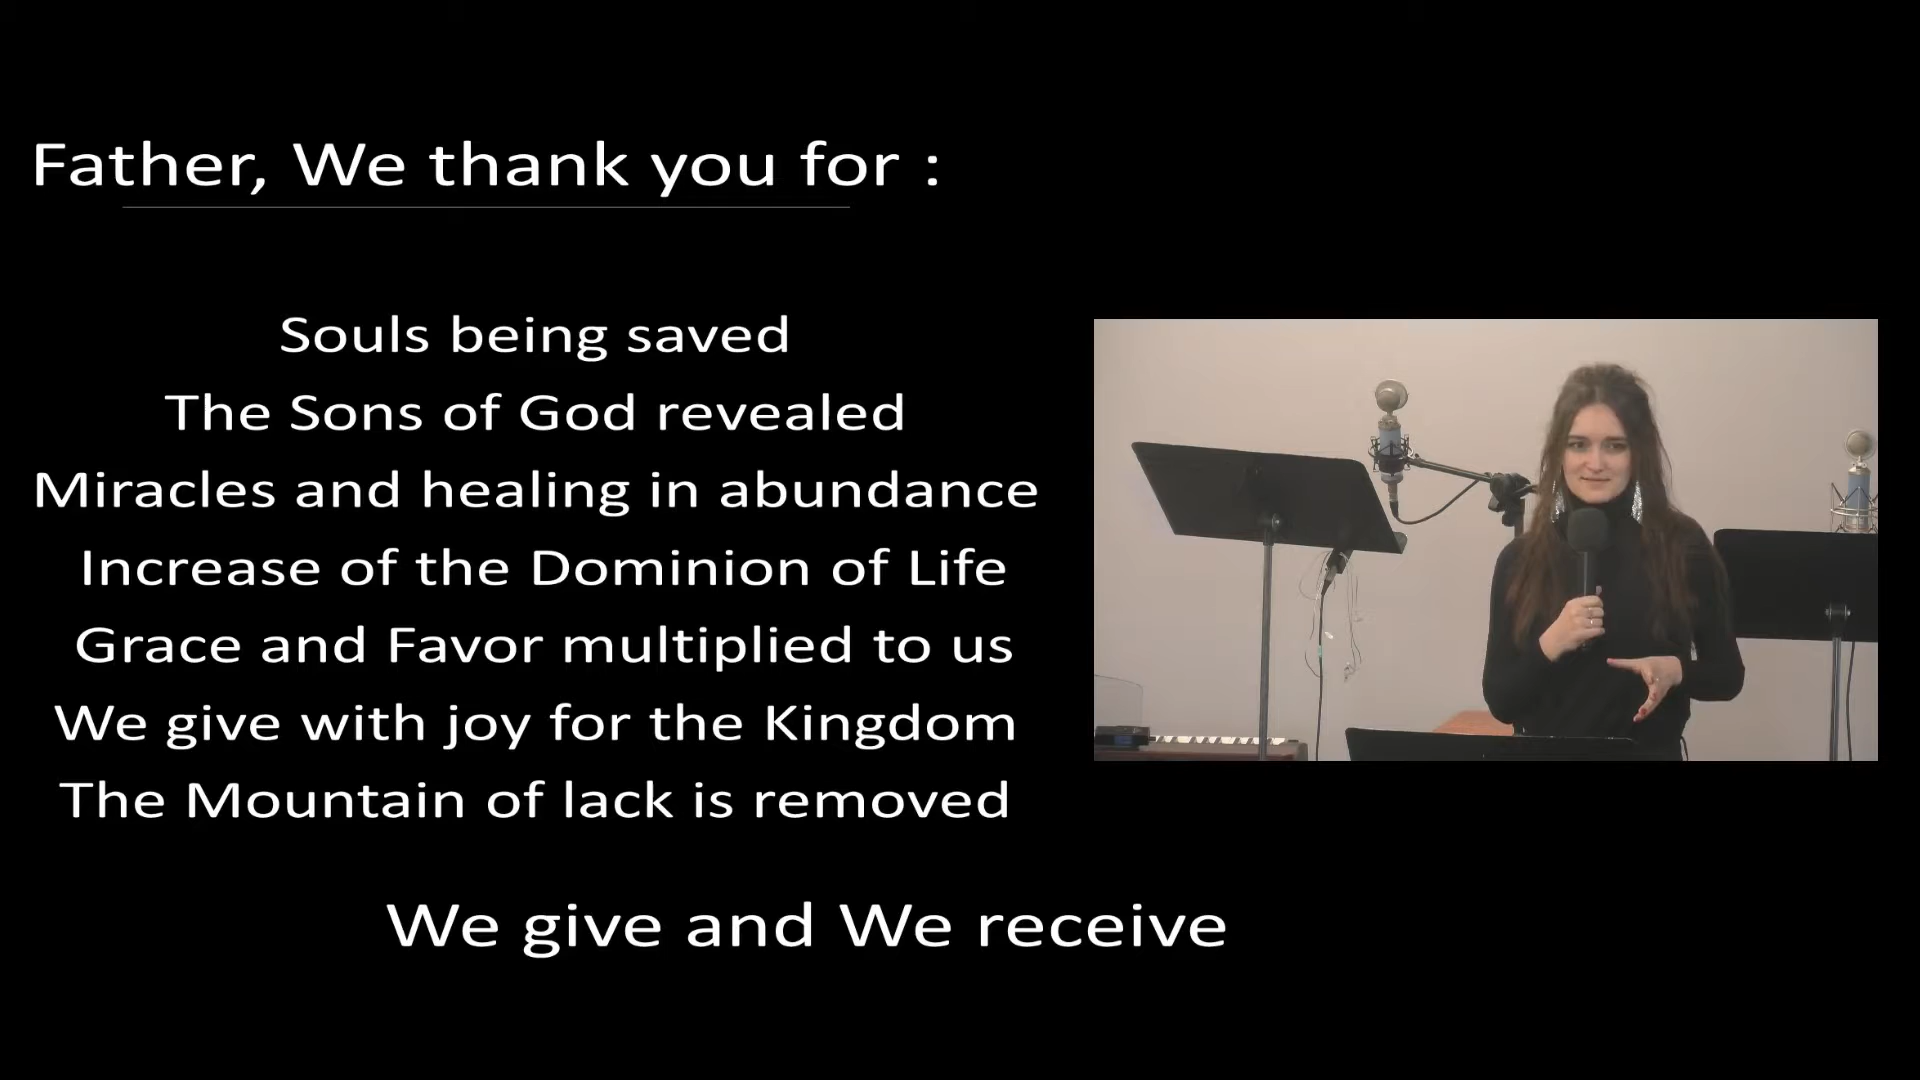 Father, We thank you for :
Souls being saved
The Sons of God revealed
Miracles and healing in abundance
Increase of the Dominion of Life
Grace and Favor multiplied to us
We give with joy for the Kingdom
The Mountain of lack is removed
We give and We receive